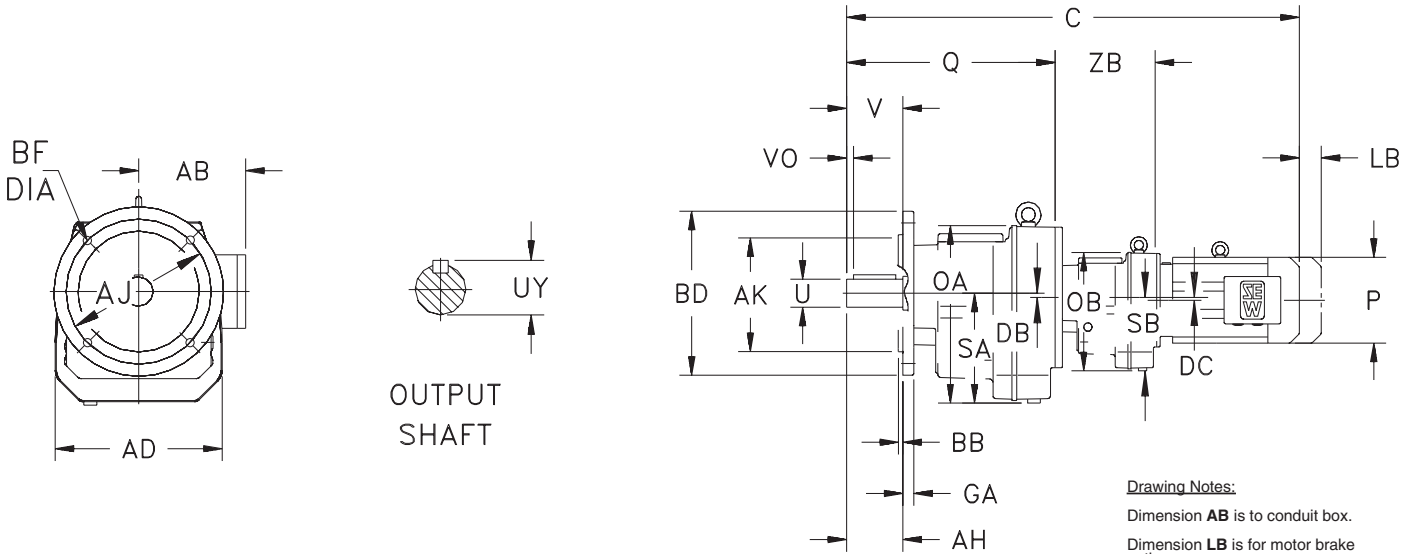 C
Q
ZB
V
VO
LB
BF
DIA
AB
AJ
AD
UY
OUTPUT
SHAFT
BD
AK
U
OA
SA
DB
OB
SB
DC
P
SEW
BB
GA
AH
Drawing Notes:
Dimension AB is to conduit box.
Dimension LB is for motor brake